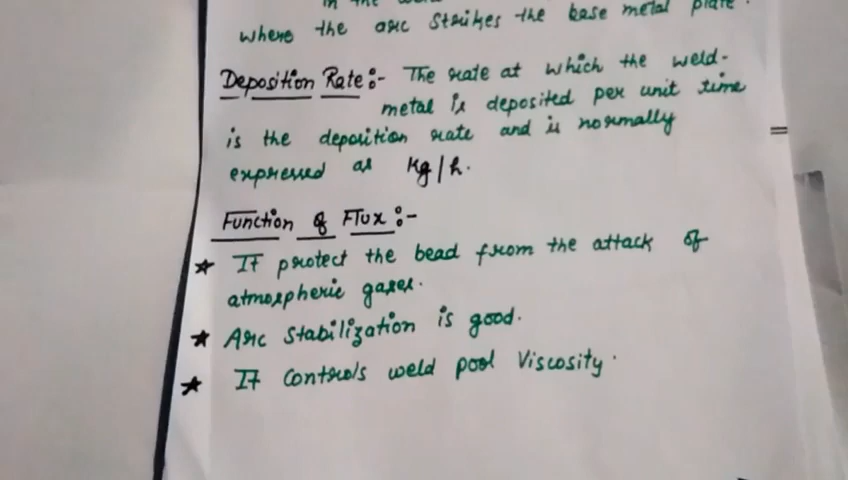 in the
where the arc Strikes the base metal plate.
Deposition Rate:- The rate at which the weld-
metal is deposited per unit time
is the deposition rate and is normally
expressed as Kg/h.
Function of Flux:-
* It protect the bead from the attack of
atmospheric gases.
* Arc Stabilization is good.
* It Controls weld pool Viscosity.